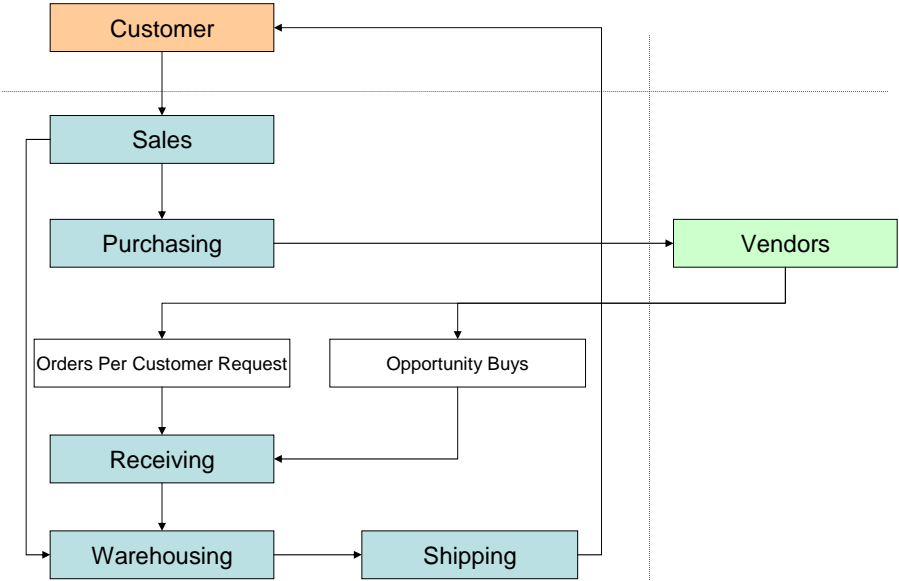 Customer
Sales
Purchasing
Vendors
Orders Per Customer Request
Opportunity Buys
Receiving
Warehousing
Shipping